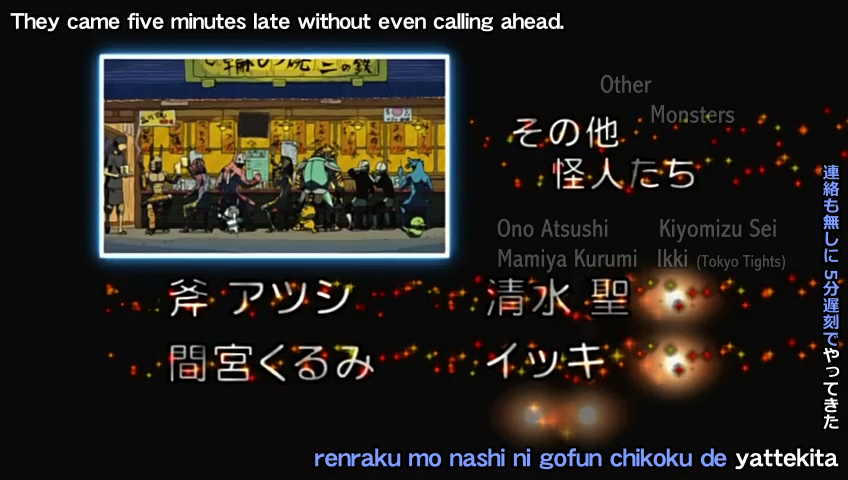 They came five minutes late without even calling ahead.
Other
Monsters
その他
怪人たち
Ono Atsushi
Kiyomizu Sei
Mamiya Kurumi
Ikki (Tokyo Tights)
斧 アツシ
清水 聖
間宮くるみ
イッキ
連絡も無しに 5分遅刻でやってきた
renraku mo nashi ni gofun chikoku de yattekita